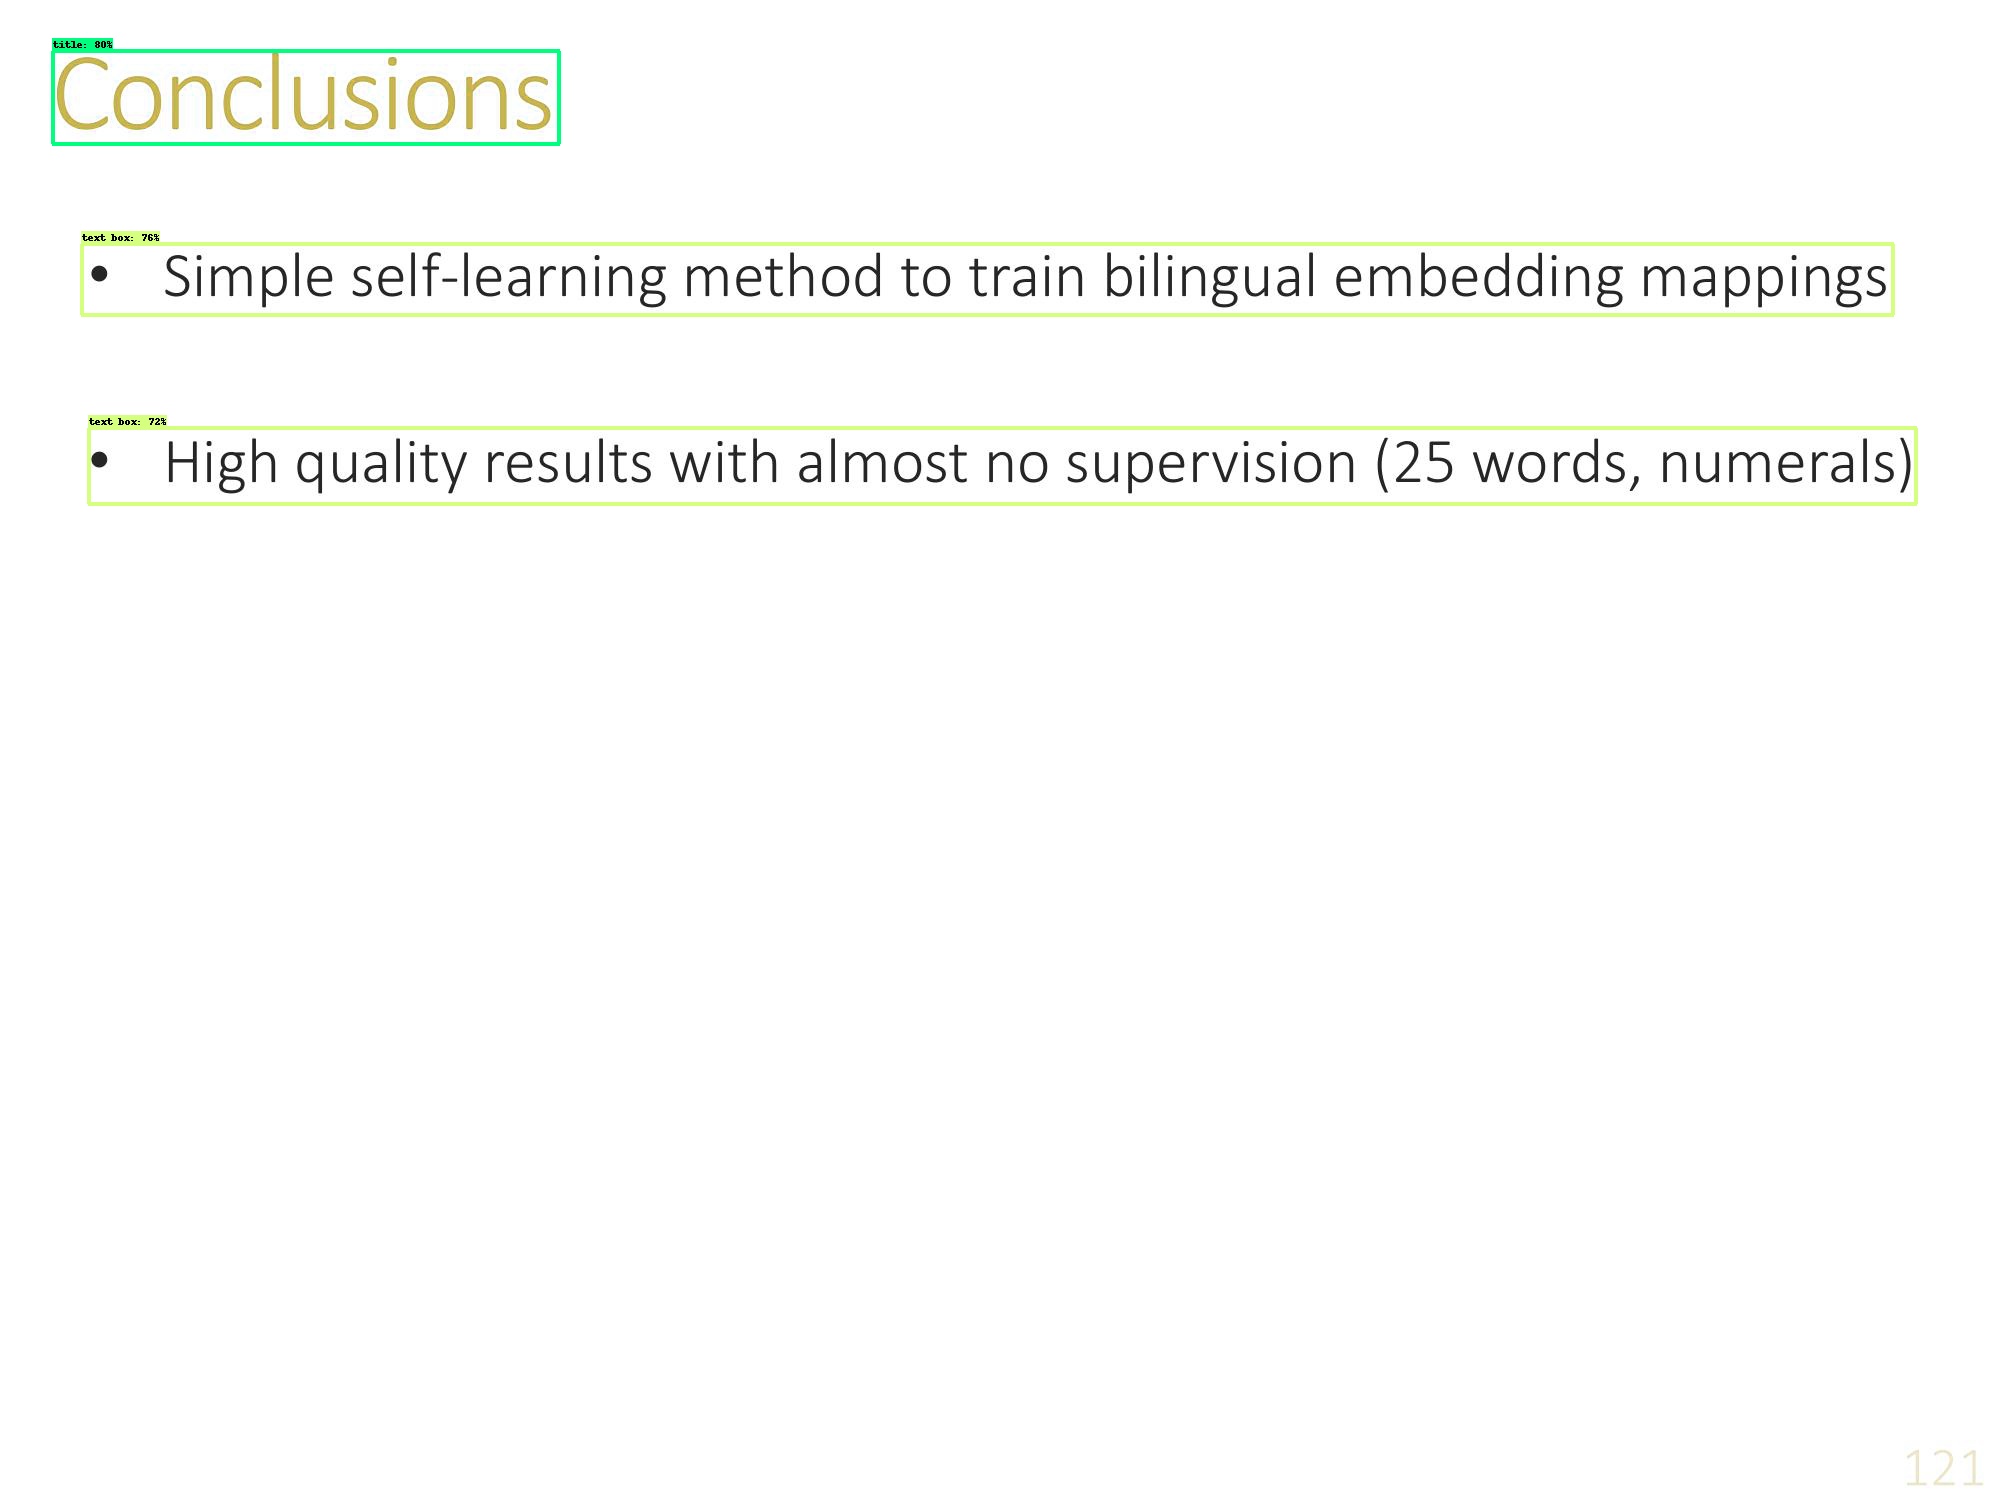 title: 80%
Conclusions
text box: 76%
• Simple self-learning method to train bilingual embedding mappings
text box: 72%
• High quality results with almost no supervision (25 words, numerals)
121